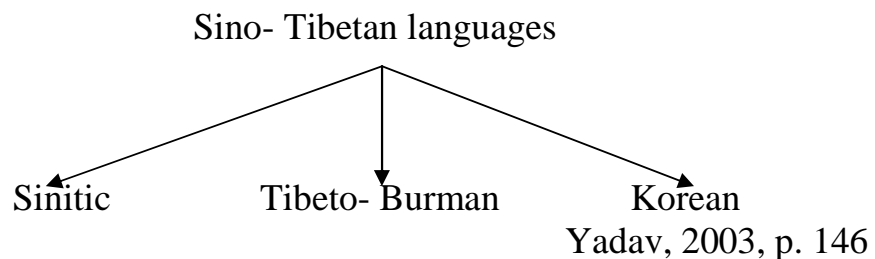 Sino- Tibetan languages
Sinitic Tibeto- Burman Korean
Yadav, 2003, p. 146